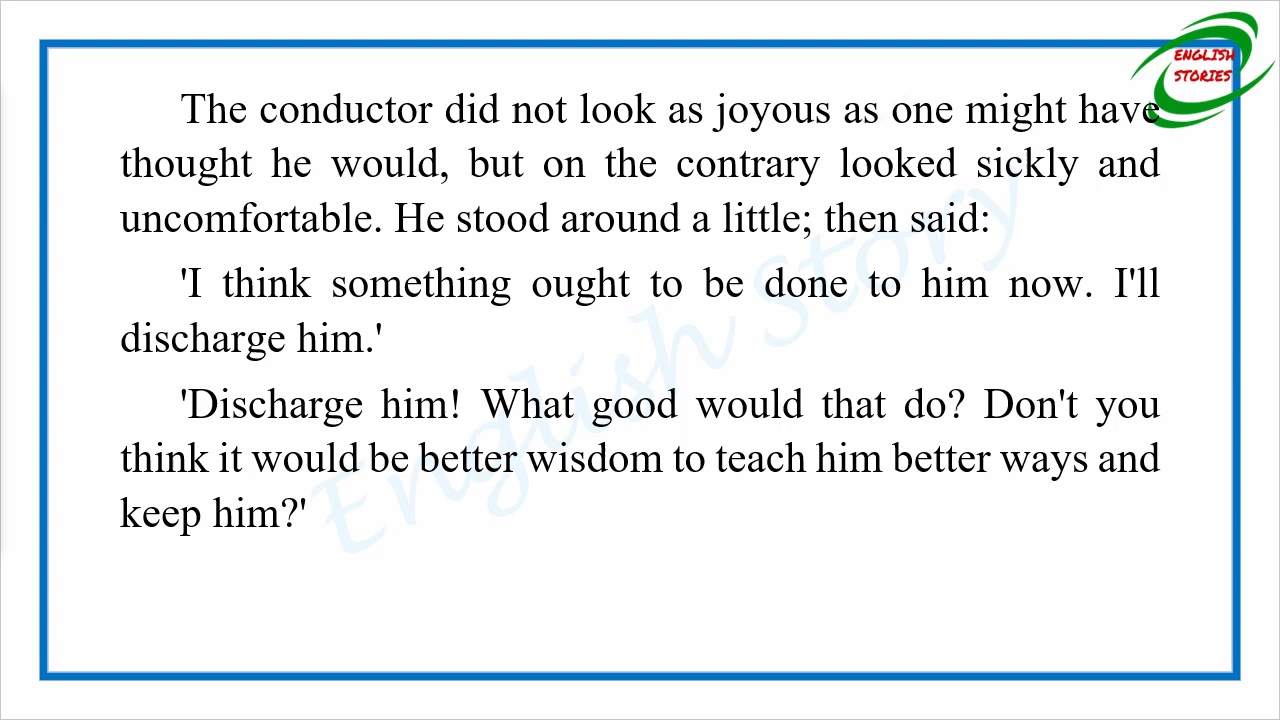 ENGLISH
STORIES
The conductor did not look as joyous as one might have
thought he would, but on the contrary looked sickly and
uncomfortable. He stood around a little; then said:
'I think something ought to be done to him now. I'll
discharge him.'
'Discharge him! What good would that do? Don't you
think it would be better wisdom to teach him better ways and
keep him?'
English Story